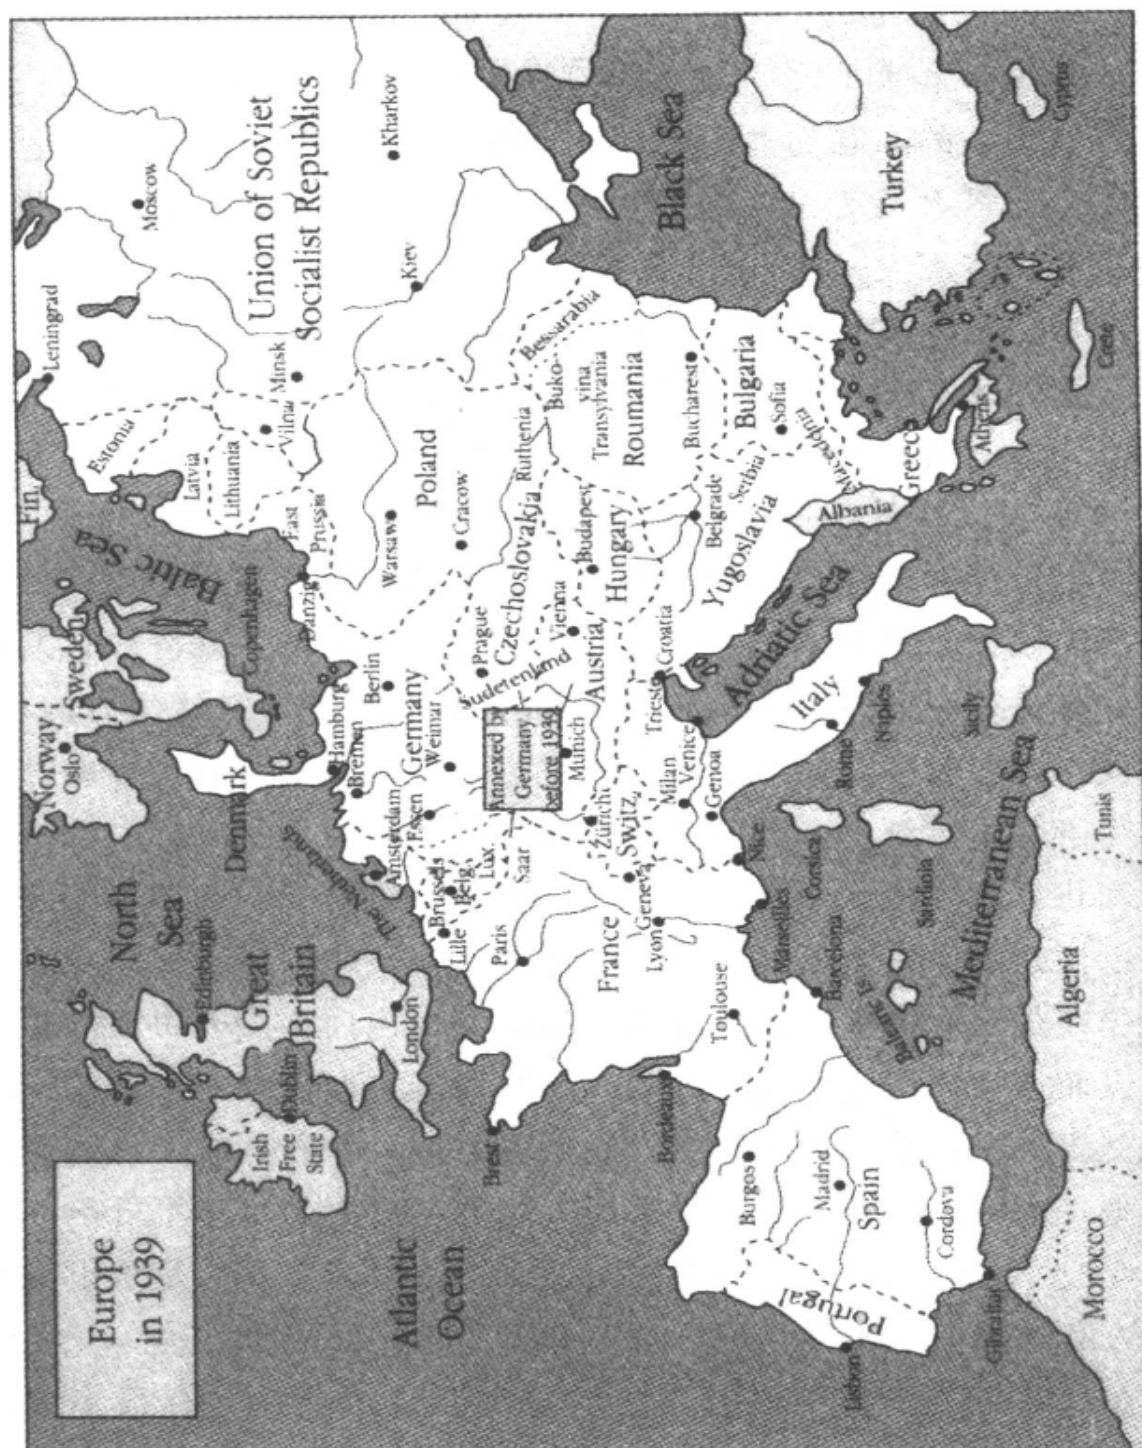 Europe
in 1939
Norway
Oslo
Sweden
Fin.
Leningrad
Baltic Sea
Estonia
Latvia
Lithuania
Vilna
Minsk
Moscow
Union of Soviet
Socialist Republics
Kharkov
Kiev
North
Sea
Edinburgh
Great
Britain
London
Irish
Free
State
Dublin
Denmark
Copenhagen
The Netherlands
Amsterdam
Hamburg
Bremen
Essen
Berlin
Germany
Weimar
Danzig
East
Prussia
Poland
Warsaw
Cracow
Atlantic
Ocean
Brest
Lille
Brussels
Belg.
Lux.
Saar
Paris
France
Annexed by
Germany
before 1939
Prague
Sudetenland
Czechoslovakia
Ruthenia
Munich
Vienna
Austria
Budapest
Hungary
Buko
vina
Transylvania
Bessarabia
Roumania
Bucharest
Zürich
Switz.
Geneva
Lyon
Bordeaux
Toulouse
Marseilles
Nice
Milan
Venice
Genoa
Trieste
Croatia
Yugoslavia
Belgrade
Serbia
Bulgaria
Sofia
Macedonia
Black Sea
Turkey
Adriatic Sea
Italy
Rome
Naples
Sicily
Corsica
Sardinia
Albania
Greece
Athens
Crete
Cyprus
Burgos
Madrid
Spain
Cordova
Portugal
Lisbon
Gibraltar
Barcelona
Balearic Is.
Mediterranean Sea
Morocco
Algeria
Tunis